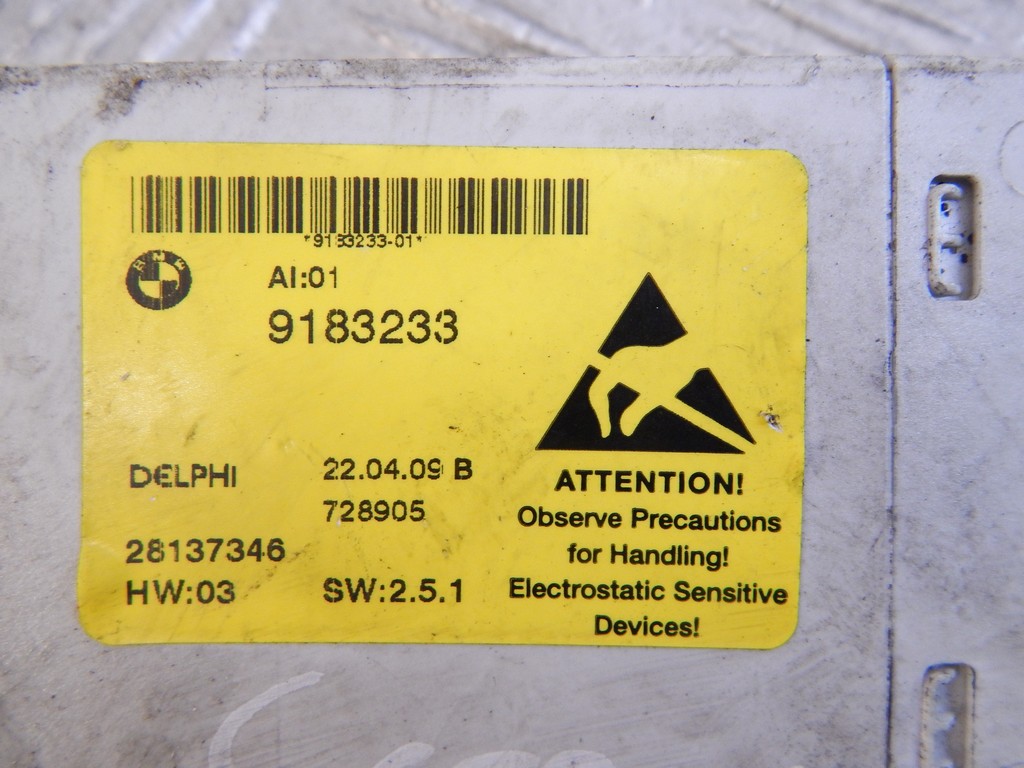 *9183233-01*
BMW
AI:01
9183233
DELPHI 22.04.09 B
728905
28137346
HW:03 SW:2.5.1
ATTENTION!
Observe Precautions
for Handling!
Electrostatic Sensitive
Devices!